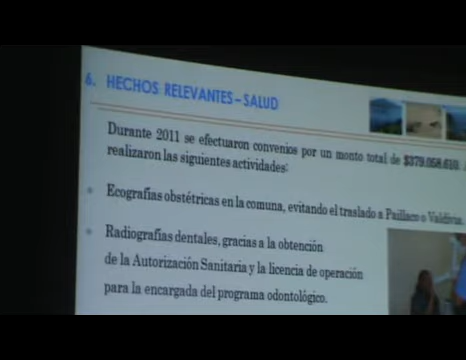 6. HECHOS RELEVANTES – SALUD
Durante 2011 se efectuaron convenios por un monto total de $379.058.610.
realizaron las siguientes actividades:
• Ecografías obstétricas en la comuna, evitando el traslado a Paillaco o Valdivia.
• Radiografías dentales, gracias a la obtención
de la Autorización Sanitaria y la licencia de operación
para la encargada del programa odontológico.